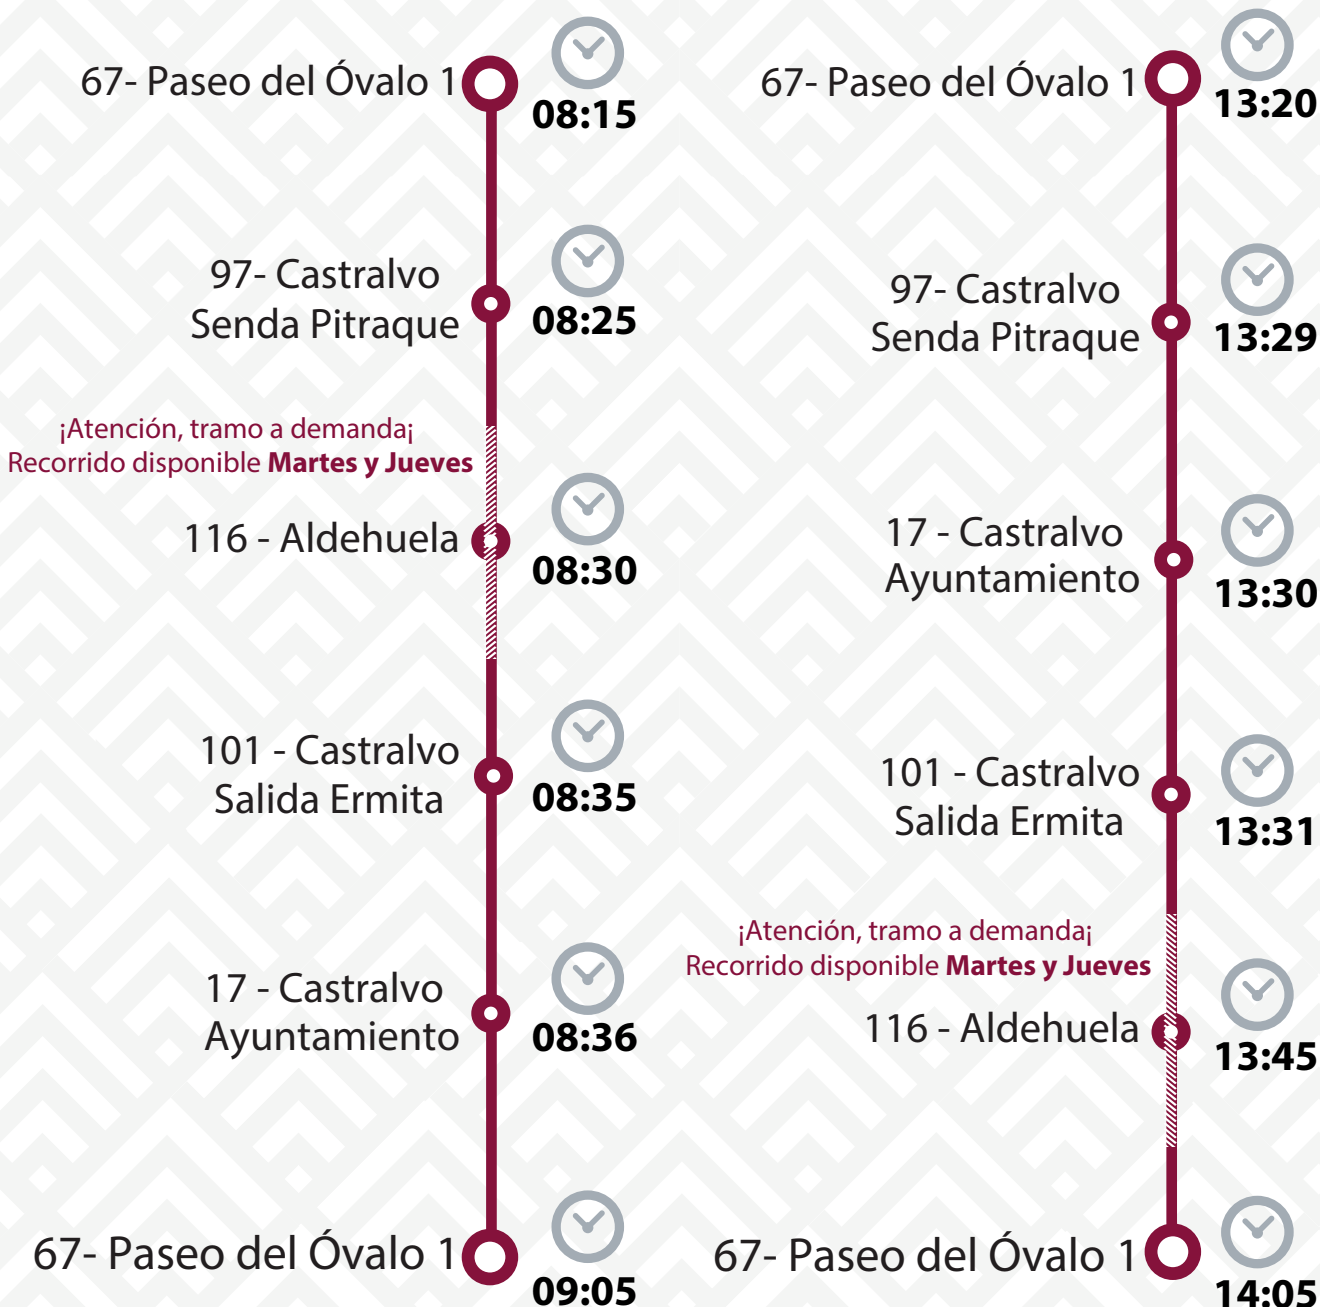 67- Paseo del Óvalo 1
08:15
97- Castralvo
Senda Pitraque
08:25
¡Atención, tramo a demanda¡
Recorrido disponible Martes y Jueves
116 - Aldehuela
08:30
101 - Castralvo
Salida Ermita
08:35
17 - Castralvo
Ayuntamiento
08:36
67- Paseo del Óvalo 1
09:05
67- Paseo del Óvalo 1
13:20
97- Castralvo
Senda Pitraque
13:29
17 - Castralvo
Ayuntamiento
13:30
101 - Castralvo
Salida Ermita
13:31
¡Atención, tramo a demanda¡
Recorrido disponible Martes y Jueves
116 - Aldehuela
13:45
67- Paseo del Óvalo 1
14:05